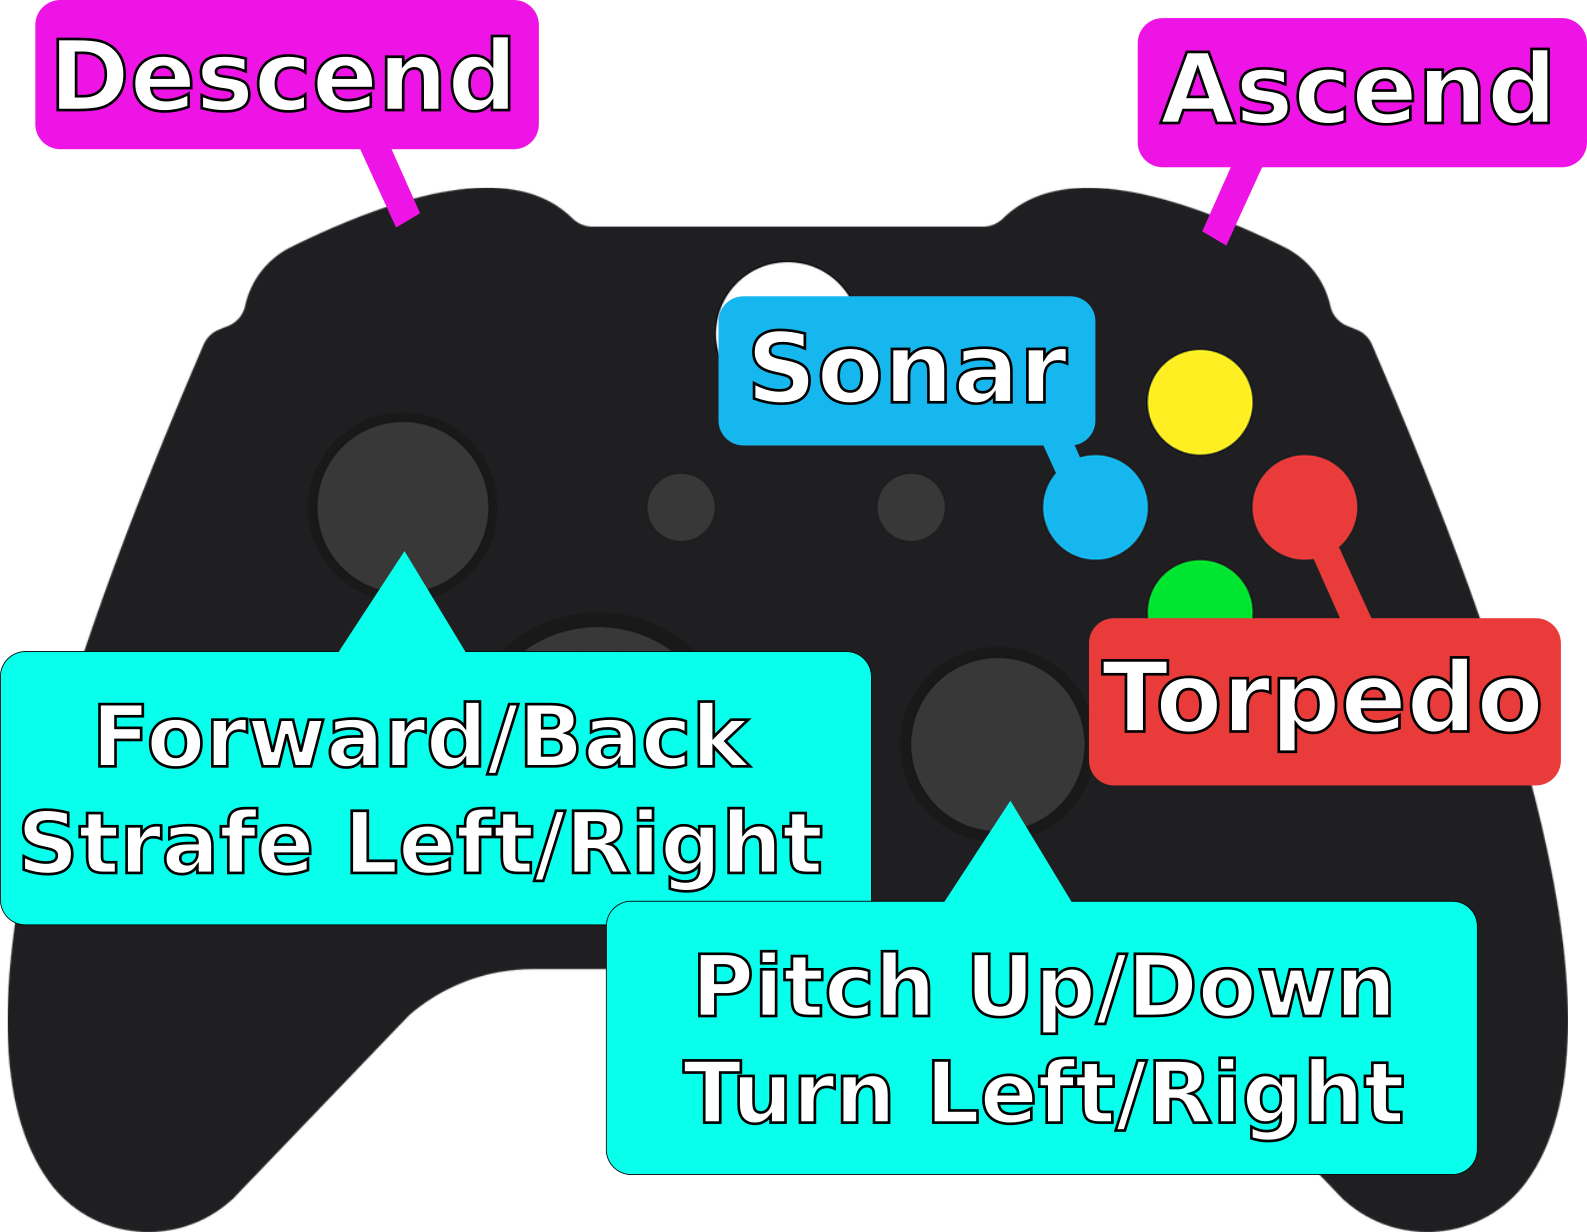 Descend
Ascend
Sonar
Torpedo
Forward/Back
Strafe Left/Right
Pitch Up/Down
Turn Left/Right